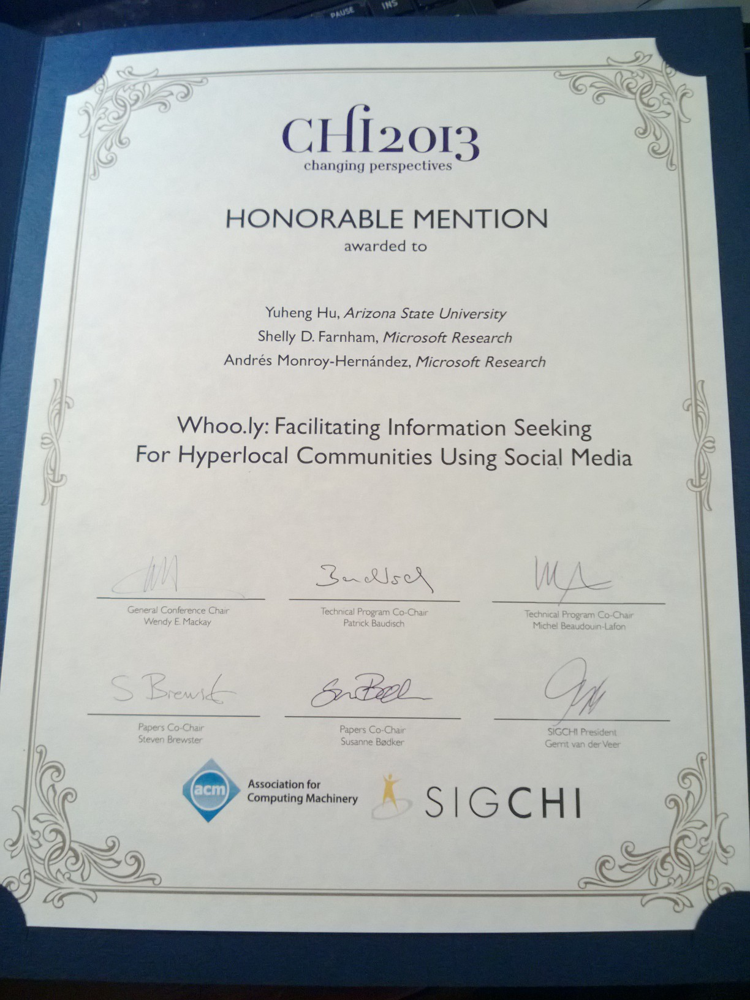 PAUSE
INS
CHI2013
changing perspectives
HONORABLE MENTION
awarded to
Yuheng Hu, Arizona State University
Shelly D. Farnham, Microsoft Research
Andrés Monroy-Hernández, Microsoft Research
Whoo.ly: Facilitating Information Seeking
For Hyperlocal Communities Using Social Media
Baudisch
General Conference Chair
Wendy E. Mackay
Technical Program Co-Chair
Patrick Baudisch
Technical Program Co-Chair
Michel Beaudouin-Lafon
S Brewst
Papers Co-Chair
Steven Brewster
Papers Co-Chair
Susanne Bødker
SIGCHI President
Gerrit van der Veer
acm
Association for
Computing Machinery
SIGCHI